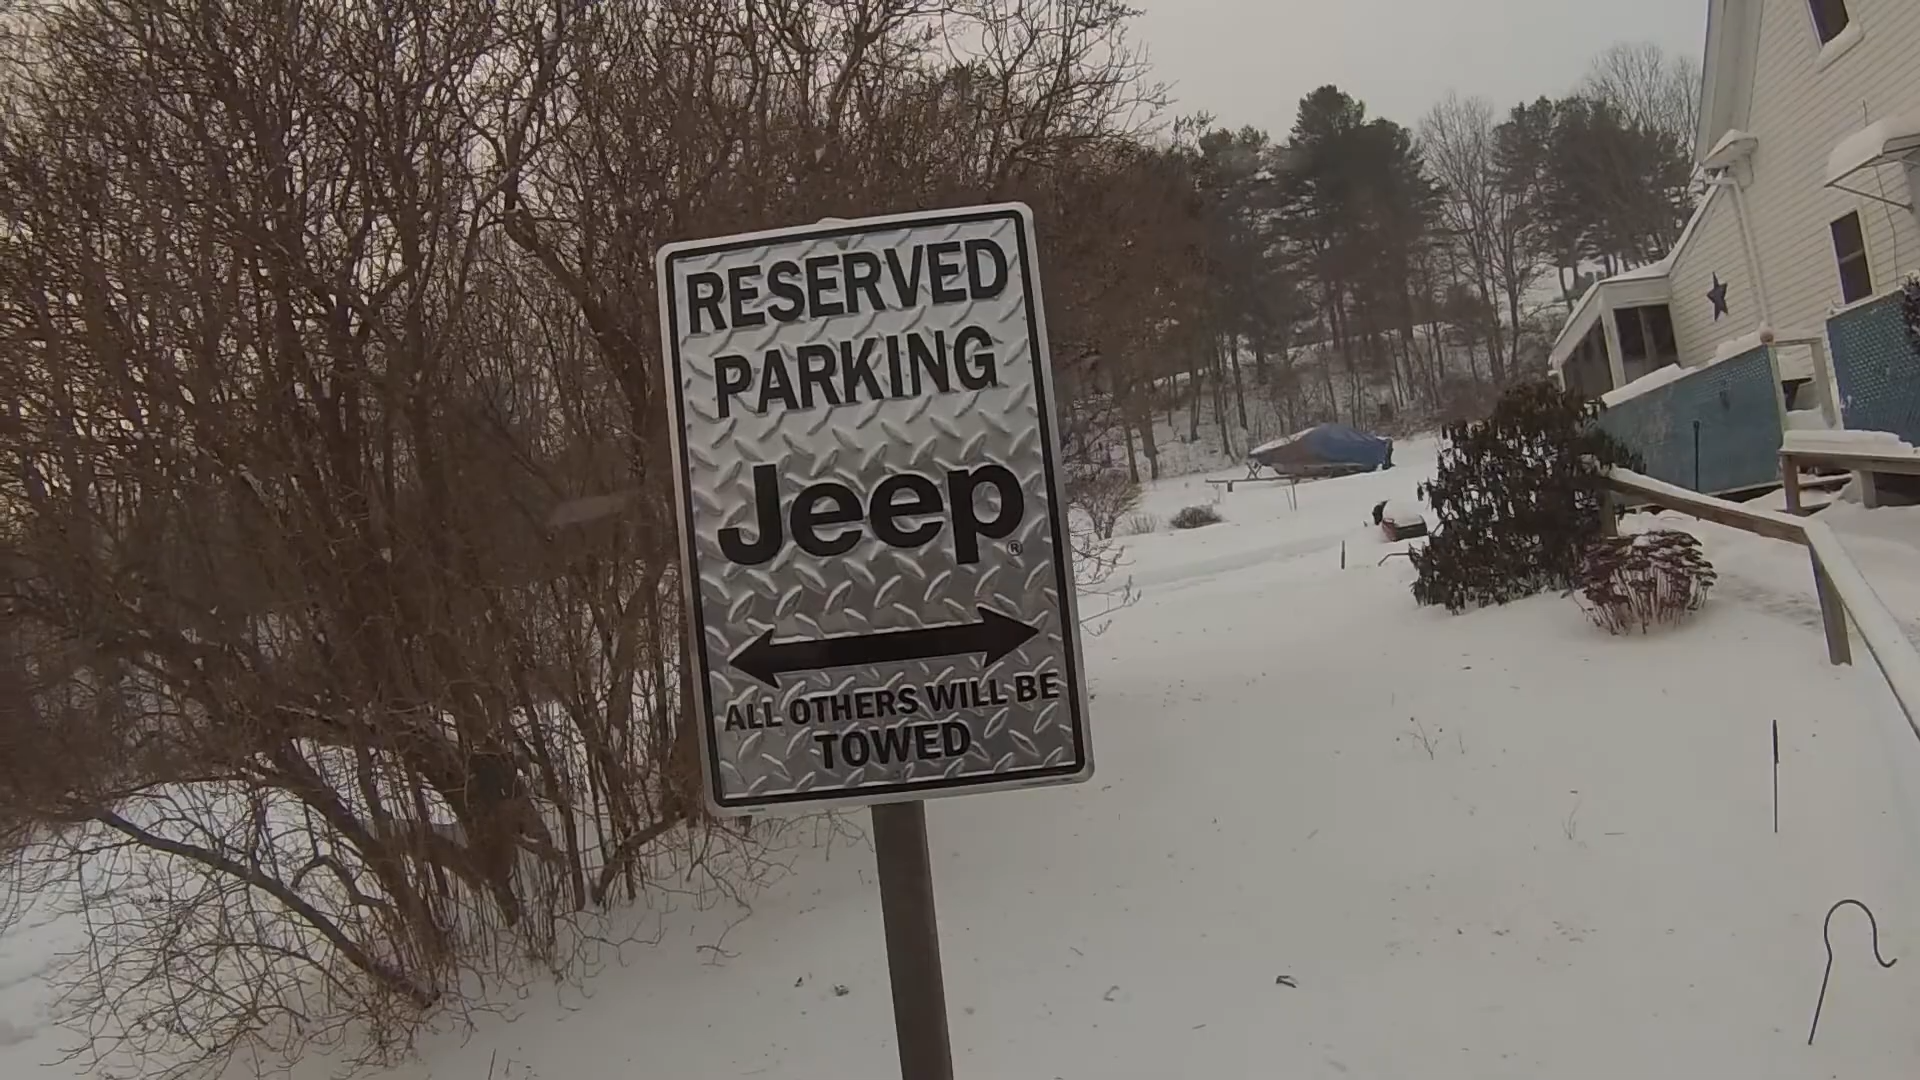 RESERVED
PARKING
Jeep®
ALL OTHERS WILL BE
TOWED